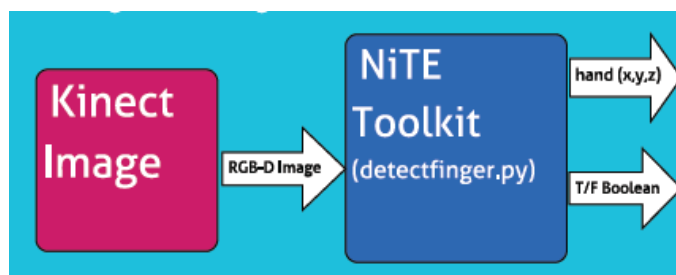 Kinect
Image
RGB-D Image
NiTE
Toolkit
(detectfinger.py)
hand (x,y,z)
T/F Boolean